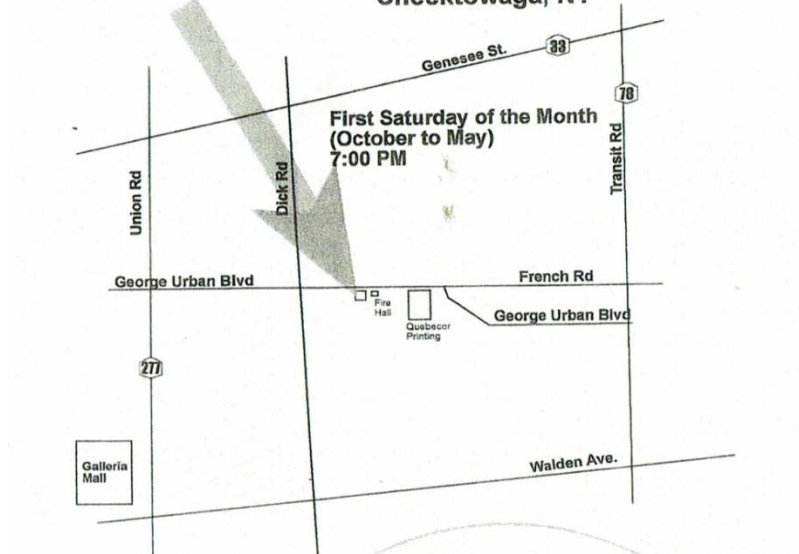 Cheektowaga, NY
Genesee St.
33
78
First Saturday of the Month
(October to May)
7:00 PM
Transit Rd
Dick Rd
Union Rd
George Urban Blvd
French Rd
Fire
Hall
George Urban Blvd
Quebecor
Printing
277
Walden Ave.
Galleria
Mall